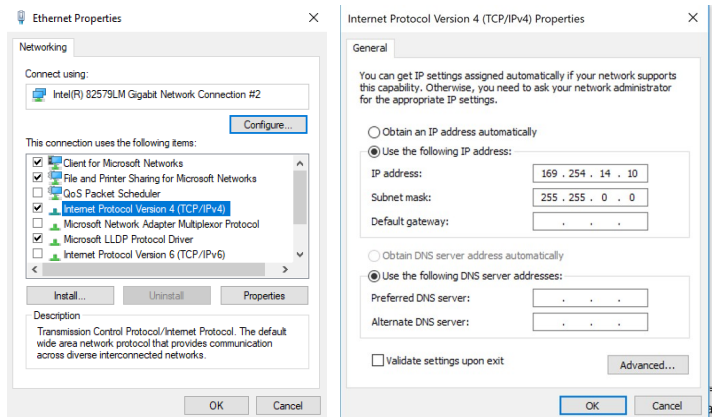 Ethernet Properties
Networking
Connect using:
Intel(R) 82579LM Gigabit Network Connection #2
Configure...
This connection uses the following items:
Client for Microsoft Networks
File and Printer Sharing for Microsoft Networks
QoS Packet Scheduler
Internet Protocol Version 4 (TCP/IPv4)
Microsoft Network Adapter Multiplexor Protocol
Microsoft LLDP Protocol Driver
Internet Protocol Version 6 (TCP/IPv6)
Install... Uninstall Properties
Description
Transmission Control Protocol/Internet Protocol. The default
wide area network protocol that provides communication
across diverse interconnected networks.
OK Cancel
Internet Protocol Version 4 (TCP/IPv4) Properties
General
You can get IP settings assigned automatically if your network supports
this capability. Otherwise, you need to ask your network administrator
for the appropriate IP settings.
Obtain an IP address automatically
Use the following IP address:
IP address: 169 . 254 . 14 . 10
Subnet mask: 255 . 255 . 0 . 0
Default gateway: . . .
Obtain DNS server address automatically
Use the following DNS server addresses:
Preferred DNS server: . . .
Alternate DNS server: . . .
Validate settings upon exit
Advanced...
OK Cancel